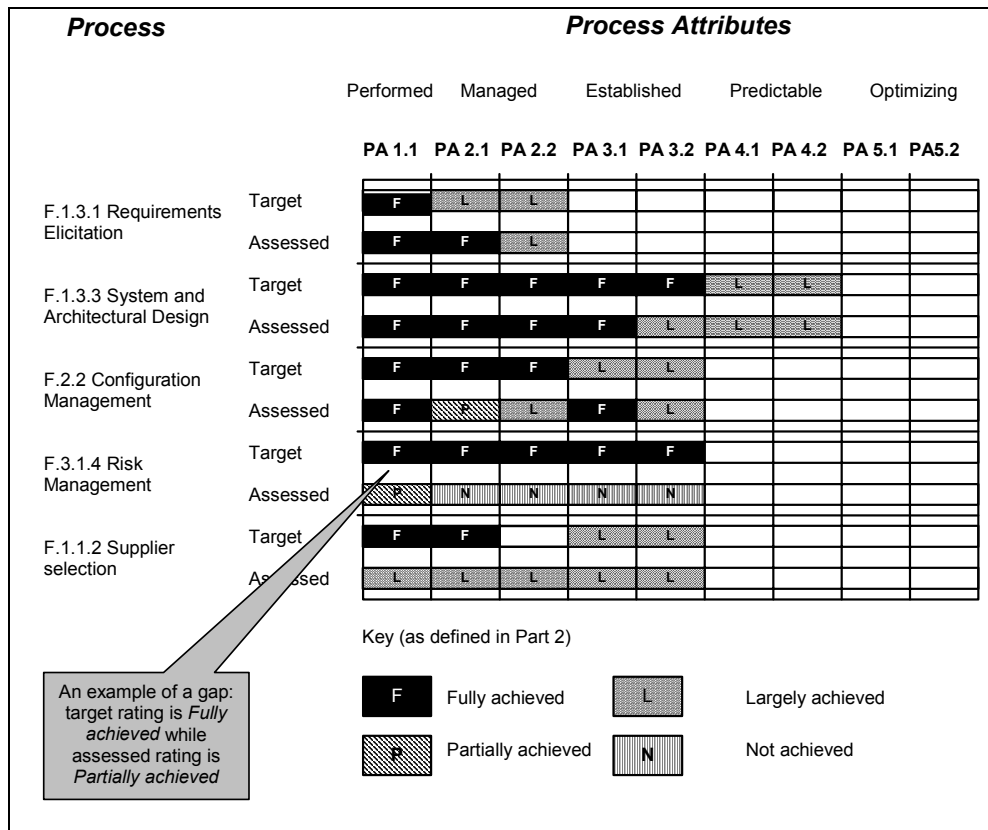 Process Process Attributes
Performed Managed Established Predictable Optimizing
PA 1.1 PA 2.1 PA 2.2 PA 3.1 PA 3.2 PA 4.1 PA 4.2 PA 5.1 PA5.2
F.1.3.1 Requirements
Elicitation
Target F L L
Assessed F F L
F.1.3.3 System and
Architectural Design
Target F F F F F L L
Assessed F F F F L L L
F.2.2 Configuration
Management
Target F F F L L
Assessed F P L F L
F.3.1.4 Risk
Management
Target F F F F F
Assessed P N N N N
F.1.1.2 Supplier
selection
Target F F L L
Assessed L L L L L
Key (as defined in Part 2)
F Fully achieved L Largely achieved
P Partially achieved N Not achieved
An example of a gap:
target rating is Fully
achieved while
assessed rating is
Partially achieved